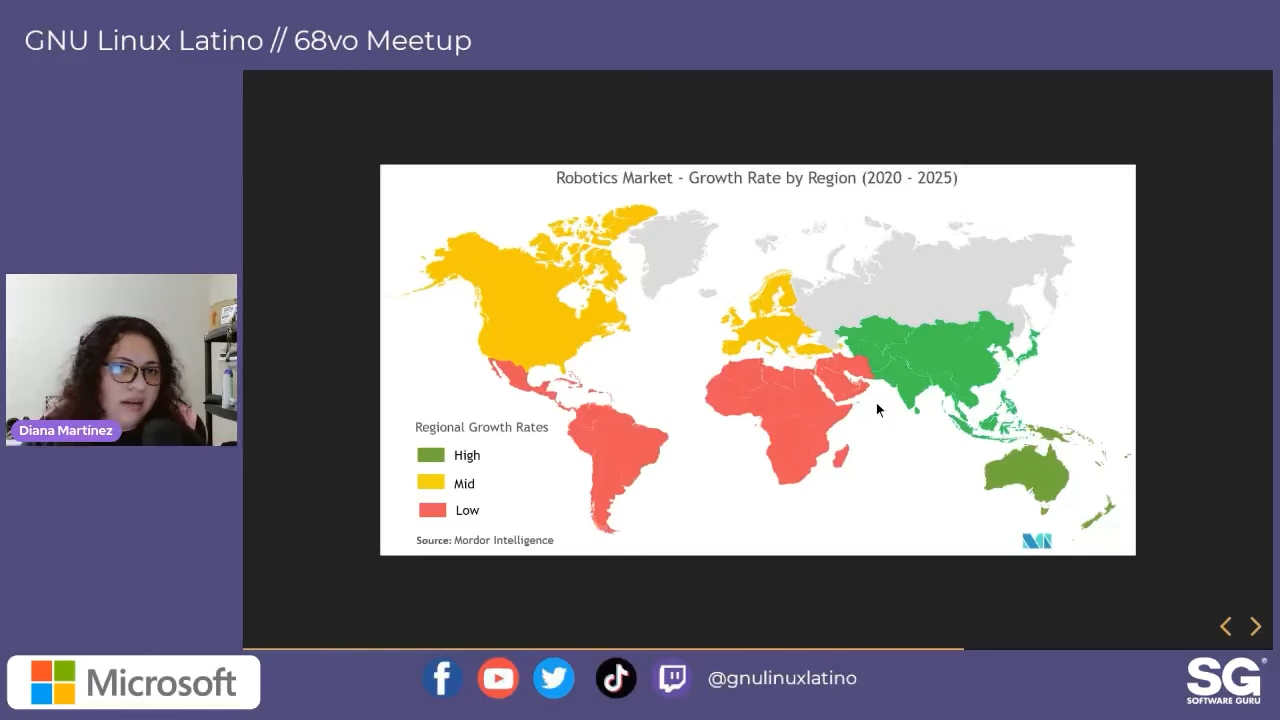 GNU Linux Latino // 68vo Meetup
Robotics Market - Growth Rate by Region (2020 - 2025)
Diana Martínez
Regional Growth Rates
High
Mid
Low
Source: Mordor Intelligence
Microsoft
@gnulinuxlatino
SG
SOFTWARE GURU